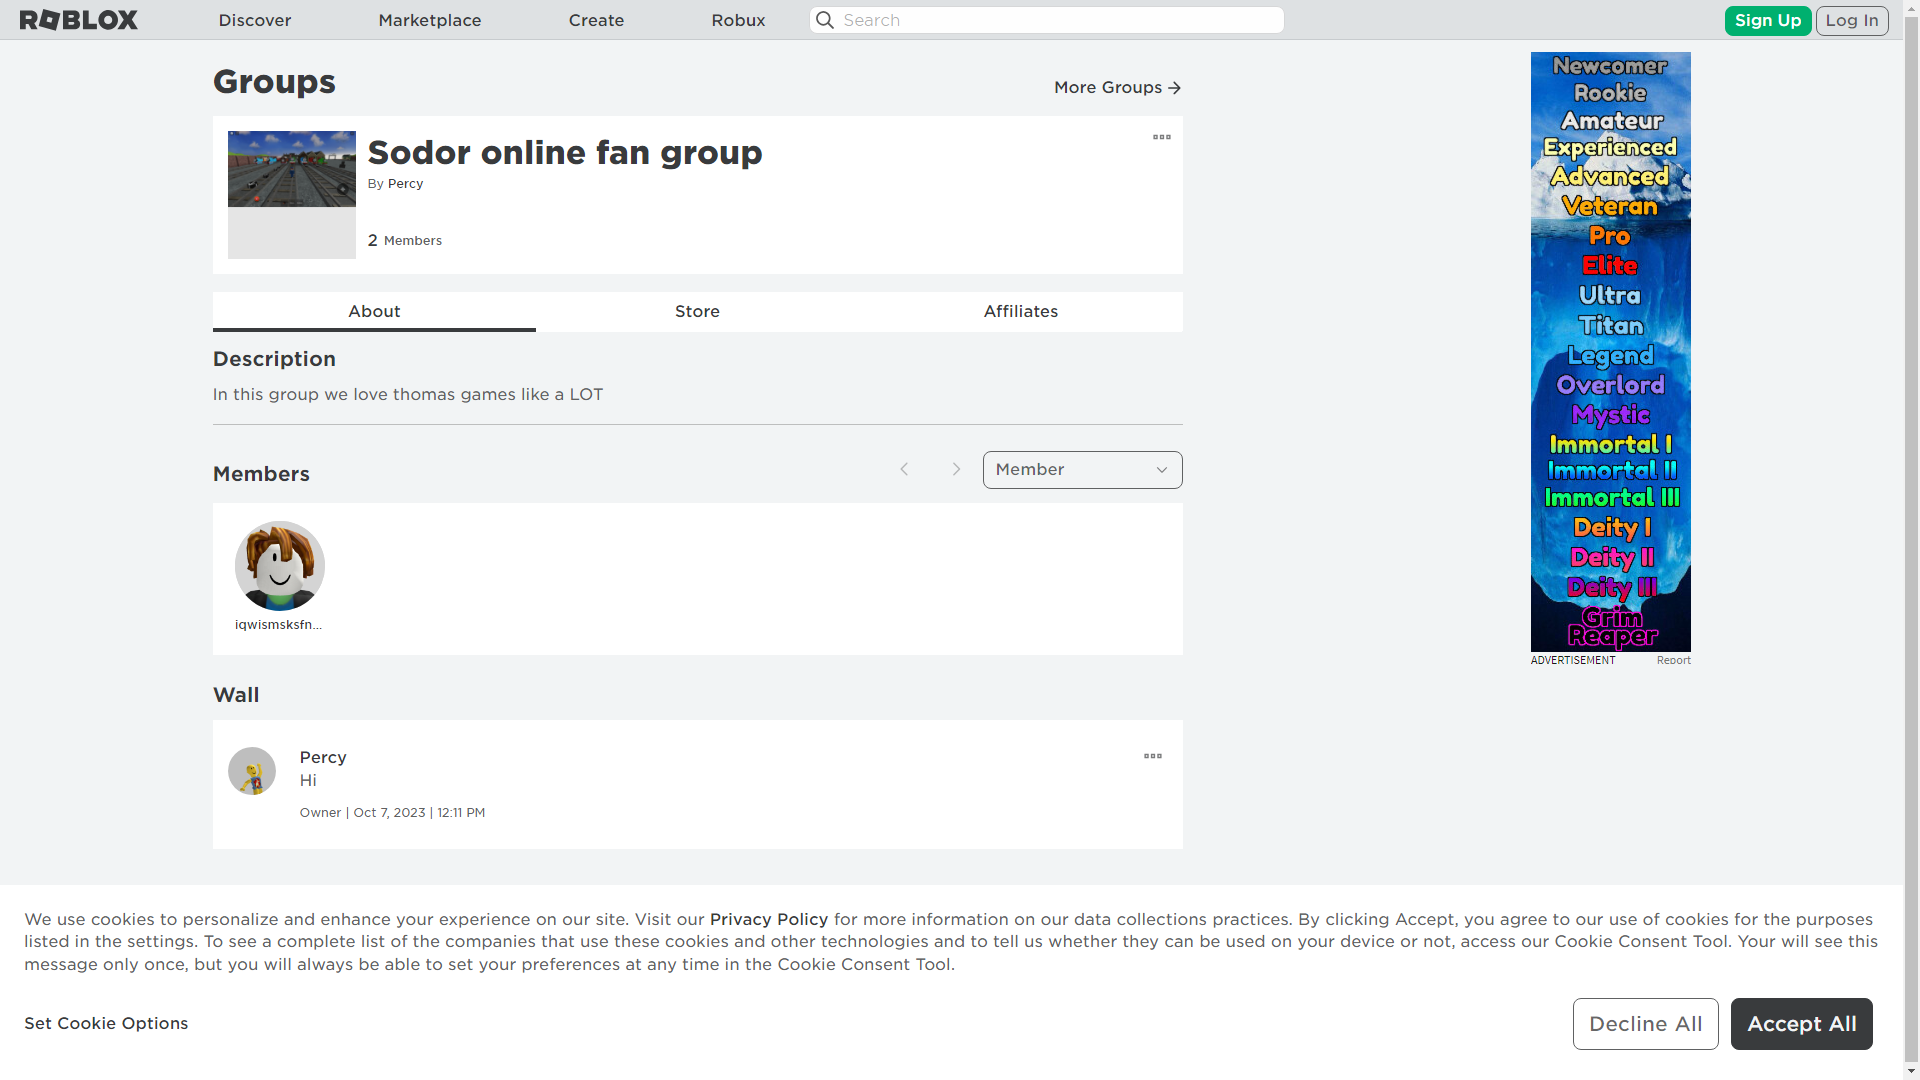 ROBLOX Discover Marketplace Create Robux Search Sign Up Log In
Groups
More Groups
Sodor online fan group
By Percy
2 Members
About Store Affiliates
Description
In this group we love thomas games like a LOT
Members
Member
iqwismsksfn...
Wall
Percy
Hi
Owner | Oct 7, 2023 | 12:11 PM
Newcomer
Rookie
Amateur
Experienced
Advanced
Veteran
Pro
Elite
Ultra
Titan
Legend
Overlord
Mystic
Immortal I
Immortal II
Immortal III
Deity I
Deity II
Deity III
Grim
Reaper
ADVERTISEMENT Report
We use cookies to personalize and enhance your experience on our site. Visit our Privacy Policy for more information on our data collections practices. By clicking Accept, you agree to our use of cookies for the purposes
listed in the settings. To see a complete list of the companies that use these cookies and other technologies and to tell us whether they can be used on your device or not, access our Cookie Consent Tool. Your will see this
message only once, but you will always be able to set your preferences at any time in the Cookie Consent Tool.
Set Cookie Options
Decline All
Accept All